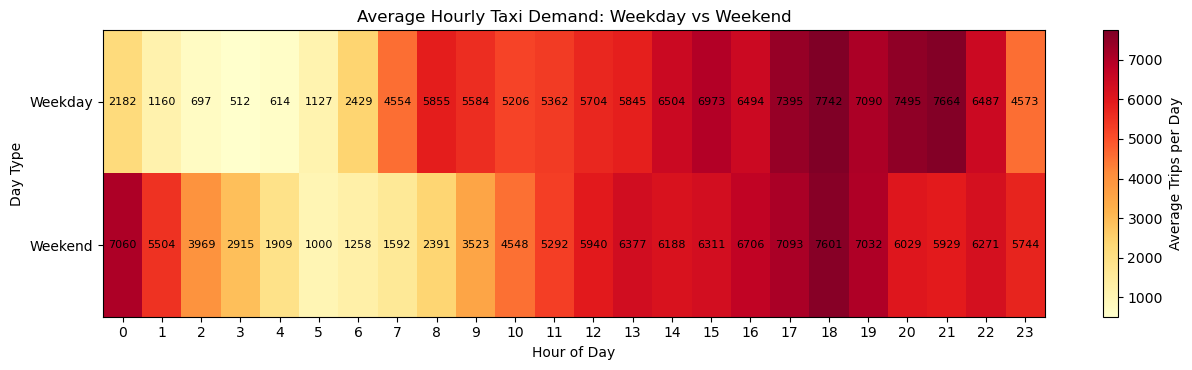 Average Hourly Taxi Demand: Weekday vs Weekend
Day Type
Weekday 2182 1160 697 512 614 1127 2429 4554 5855 5584 5206 5362 5704 5845 6504 6973 6494 7395 7742 7090 7495 7664 6487 4573
Weekend 7060 5504 3969 2915 1909 1000 1258 1592 2391 3523 4548 5292 5940 6377 6188 6311 6706 7093 7601 7032 6029 5929 6271 5744
0 1 2 3 4 5 6 7 8 9 10 11 12 13 14 15 16 17 18 19 20 21 22 23
Hour of Day
7000
6000
5000
4000
3000
2000
1000
Average Trips per Day